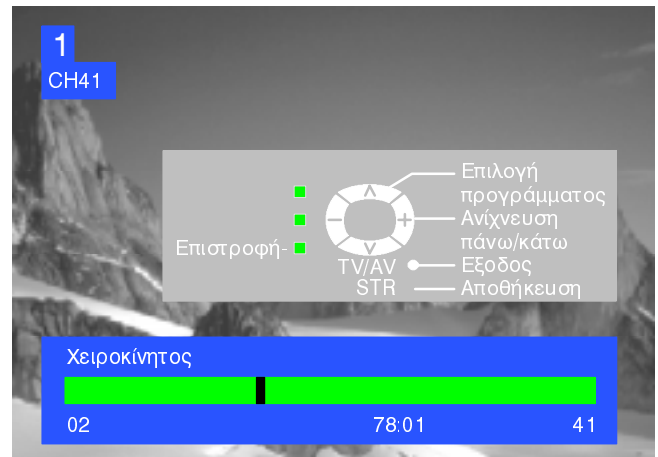 1
CH41
Επιλογή
προγράμματος
Ανίχνευση
πάνω/κάτω
Επιστροφή-
TV/AV Εξοδος
STR Αποθήκευση
Χειροκίνητος
02 78:01 41